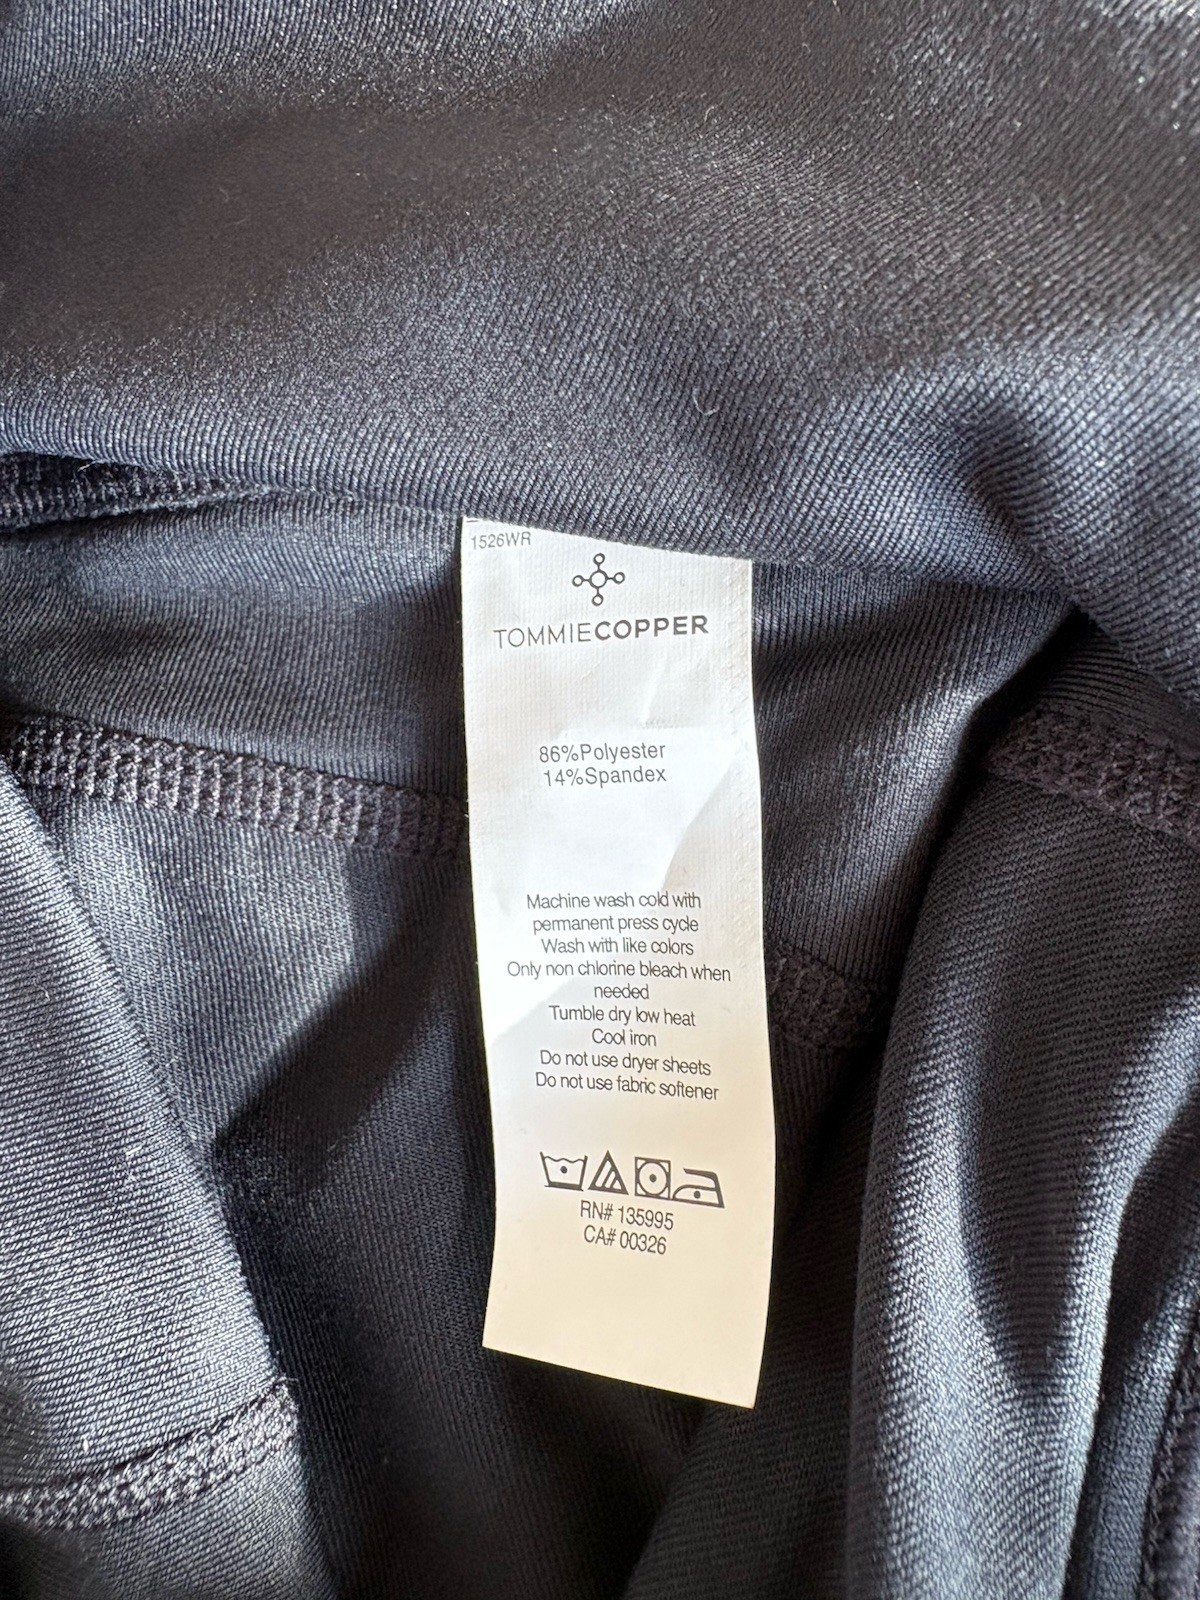 1526WR
TOMMIECOPPER
86%Polyester
14%Spandex
Machine wash cold with
permanent press cycle
Wash with like colors
Only non chlorine bleach when
needed
Tumble dry low heat
Cool iron
Do not use dryer sheets
Do not use fabric softener
RN# 135995
CA# 00326